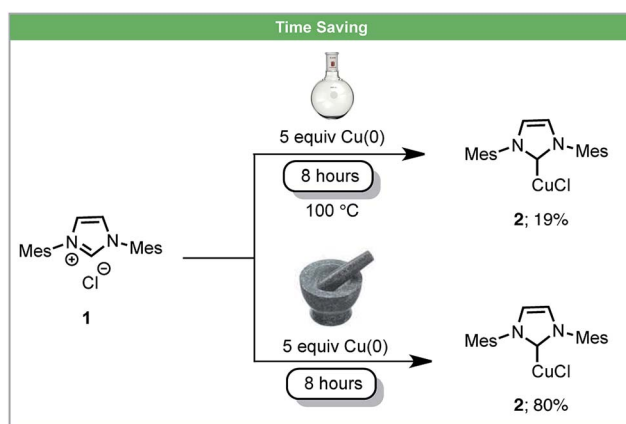 Time Saving
5 equiv Cu(0)
8 hours
100 °C
Mes
N
N
Mes
CuCl
2; 19%
Mes
N
⊕
N
Mes
Cl
⊖
1
5 equiv Cu(0)
8 hours
Mes
N
N
Mes
CuCl
2; 80%